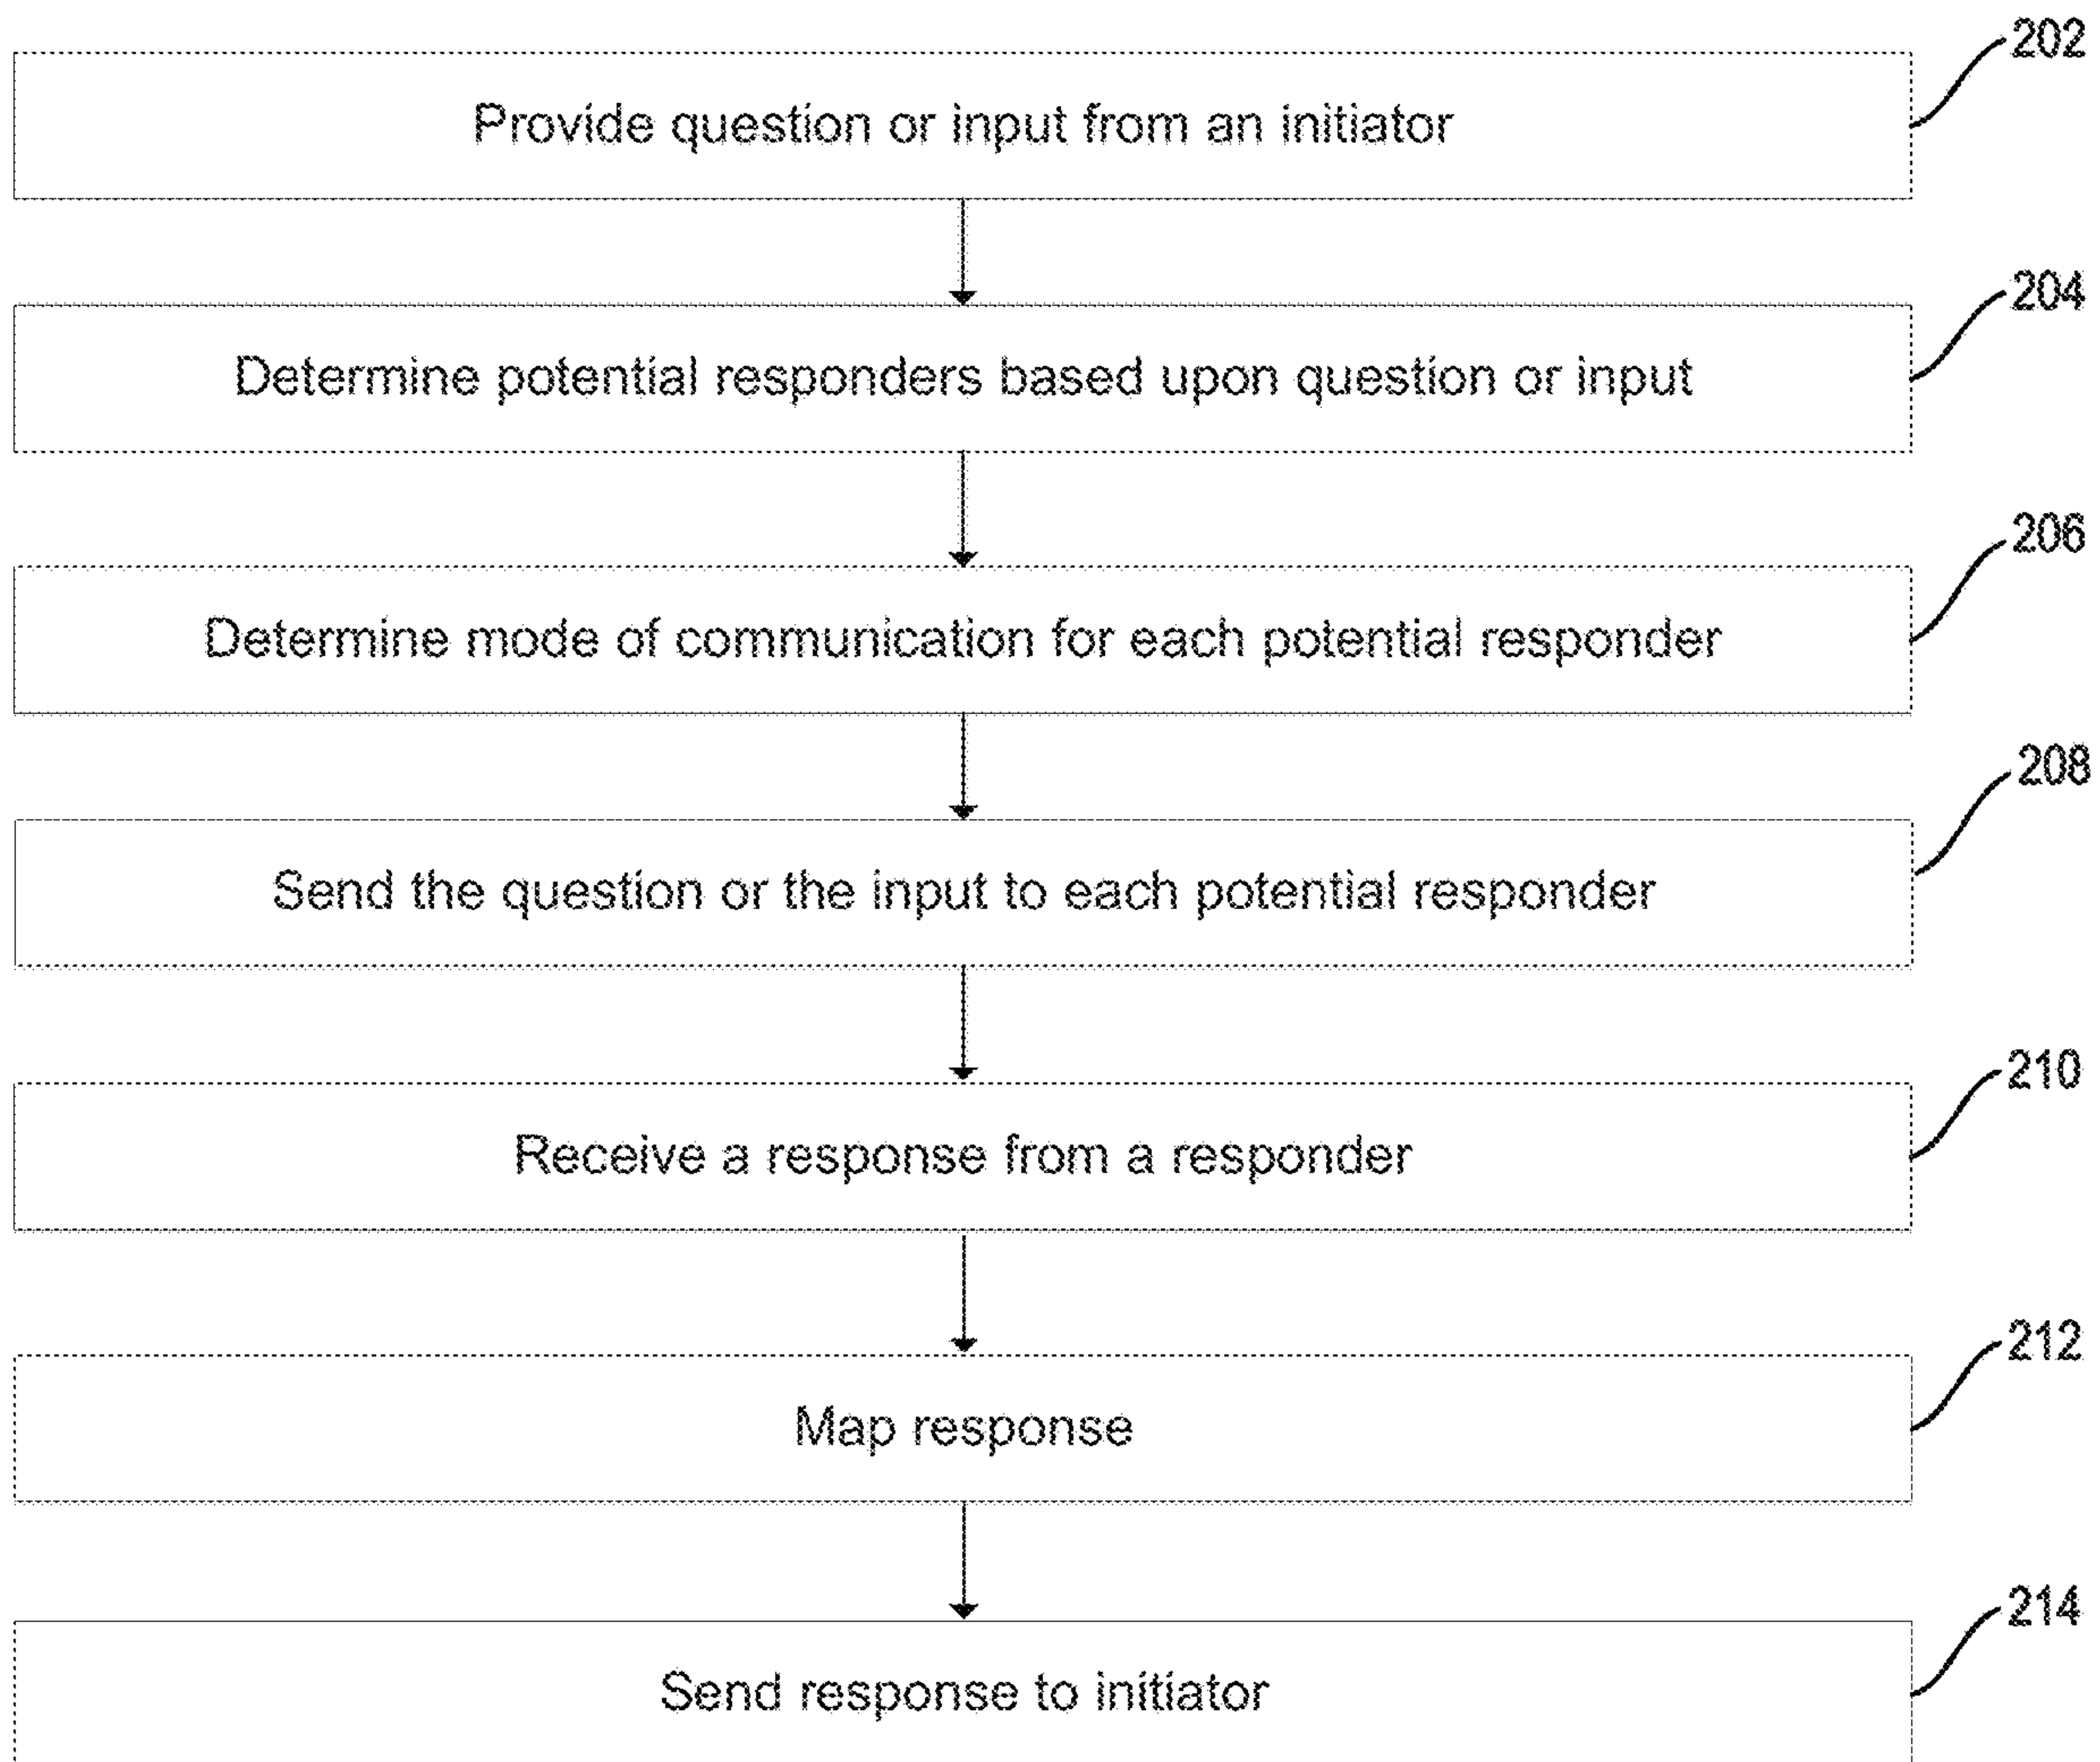 202
Provide question or input from an initiator
204
Determine potential responders based upon question or input
206
Determine mode of communication for each potential responder
208
Send the question or the input to each potential responder
210
Receive a response from a responder
212
Map response
214
Send response to initiator